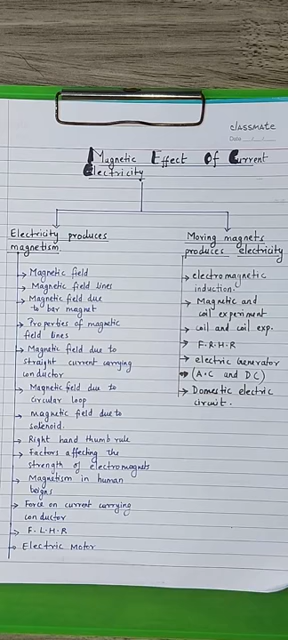 classmate
Date
Magnetic Effect Of Current
Electricity
Electricity produces
magnetism
Magnetic field
Magnetic field lines
Magnetic field due
to bar magnet
Properties of magnetic
field lines
Magnetic field due to
straight current carrying
conductor
Magnetic field due to
circular loop
magnetic field due to
solenoid.
Right hand thumb rule
Factors affecting the
strength of electromagnets
Magnetism in human
beigns
Force on current carrying
conductor
F.L.H.R
Electric Motor
Moving magnets
produces electricity
electromagnetic
induction.
Magnetic and
coil experiment
coil and coil exp.
F.R.H.R
electric Generator
(A.C and DC)
Domestic electric
circuit.